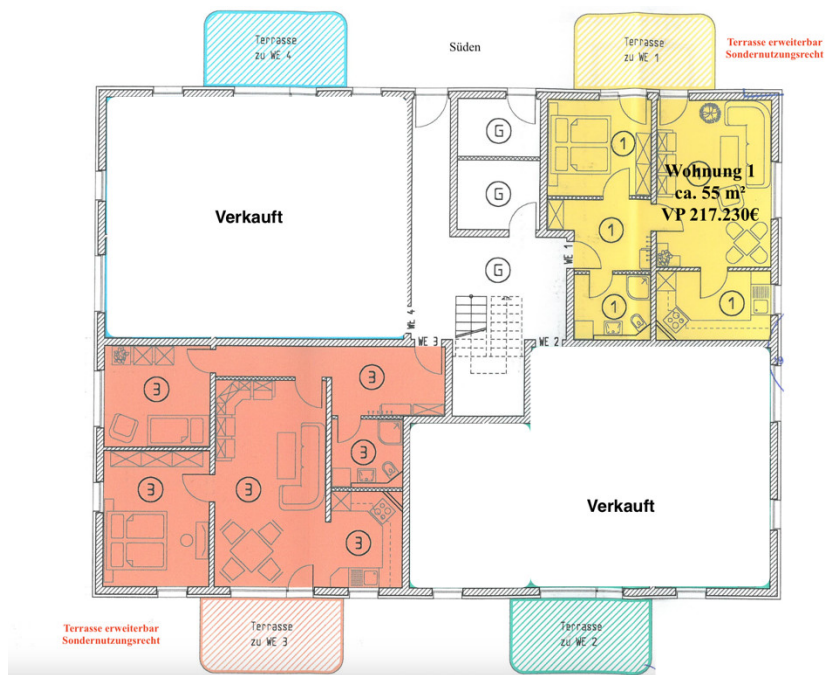 Terrasse
zu WE 4
Süden
Terrasse
zu WE 1
Terrasse erweiterbar
Sondernutzungsrecht
G
1
Wohnung 1
ca. 55 m²
VP 217.230€
G
Verkauft
1
WE 1
G
1
1
WE 4
WE 3
WE 2
3
3
3
3
3
Verkauft
3
Terrasse erweiterbar
Sondernutzungsrecht
Terrasse
zu WE 3
Terrasse
zu WE 2